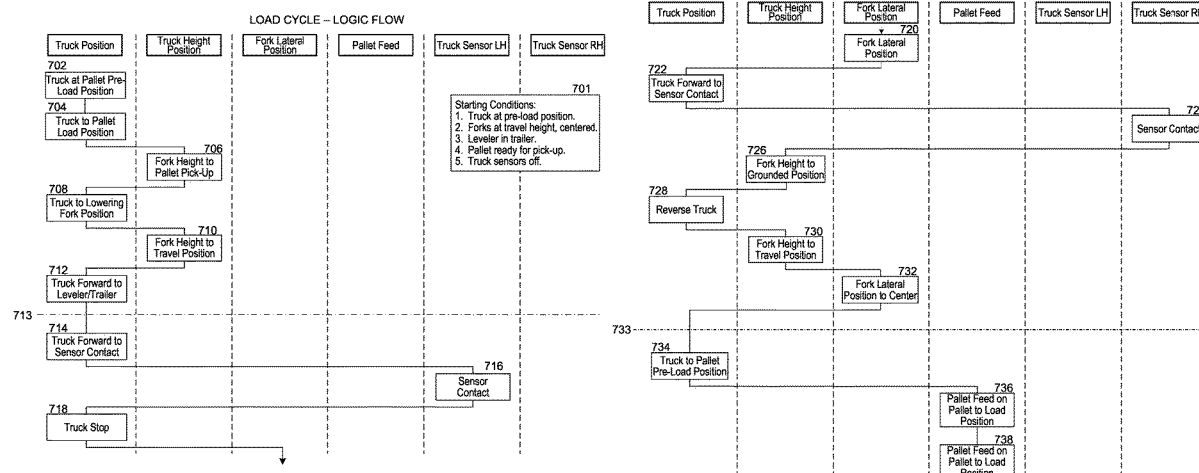 LOAD CYCLE – LOGIC FLOW
Truck Position
Truck Height
Position
Fork Lateral
Position
Pallet Feed
Truck Sensor LH
Truck Sensor RH
702
Truck at Pallet Pre-
Load Position
704
Truck to Pallet
Load Position
701
Starting Conditions:
1. Truck at pre-load position.
2. Forks at travel height, centered.
3. Leveler in trailer.
4. Pallet ready for pick-up.
5. Truck sensors off.
706
Fork Height to
Pallet Pick-Up
708
Truck to Lowering
Fork Position
710
Fork Height to
Travel Position
712
Truck Forward to
Leveler/Trailer
713
714
Truck Forward to
Sensor Contact
716
Sensor
Contact
718
Truck Stop
Truck Position
Truck Height
Position
Fork Lateral
Position
Pallet Feed
Truck Sensor LH
Truck Sensor R
720
Fork Lateral
Position
722
Truck Forward to
Sensor Contact
72
Sensor Contac
726
Fork Height to
Grounded Position
728
Reverse Truck
730
Fork Height to
Travel Position
732
Fork Lateral
Position to Center
733
734
Truck to Pallet
Pre-Load Position
736
Pallet Feed on
Pallet to Load
Position
738
Pallet Feed on
Pallet to Load
Position